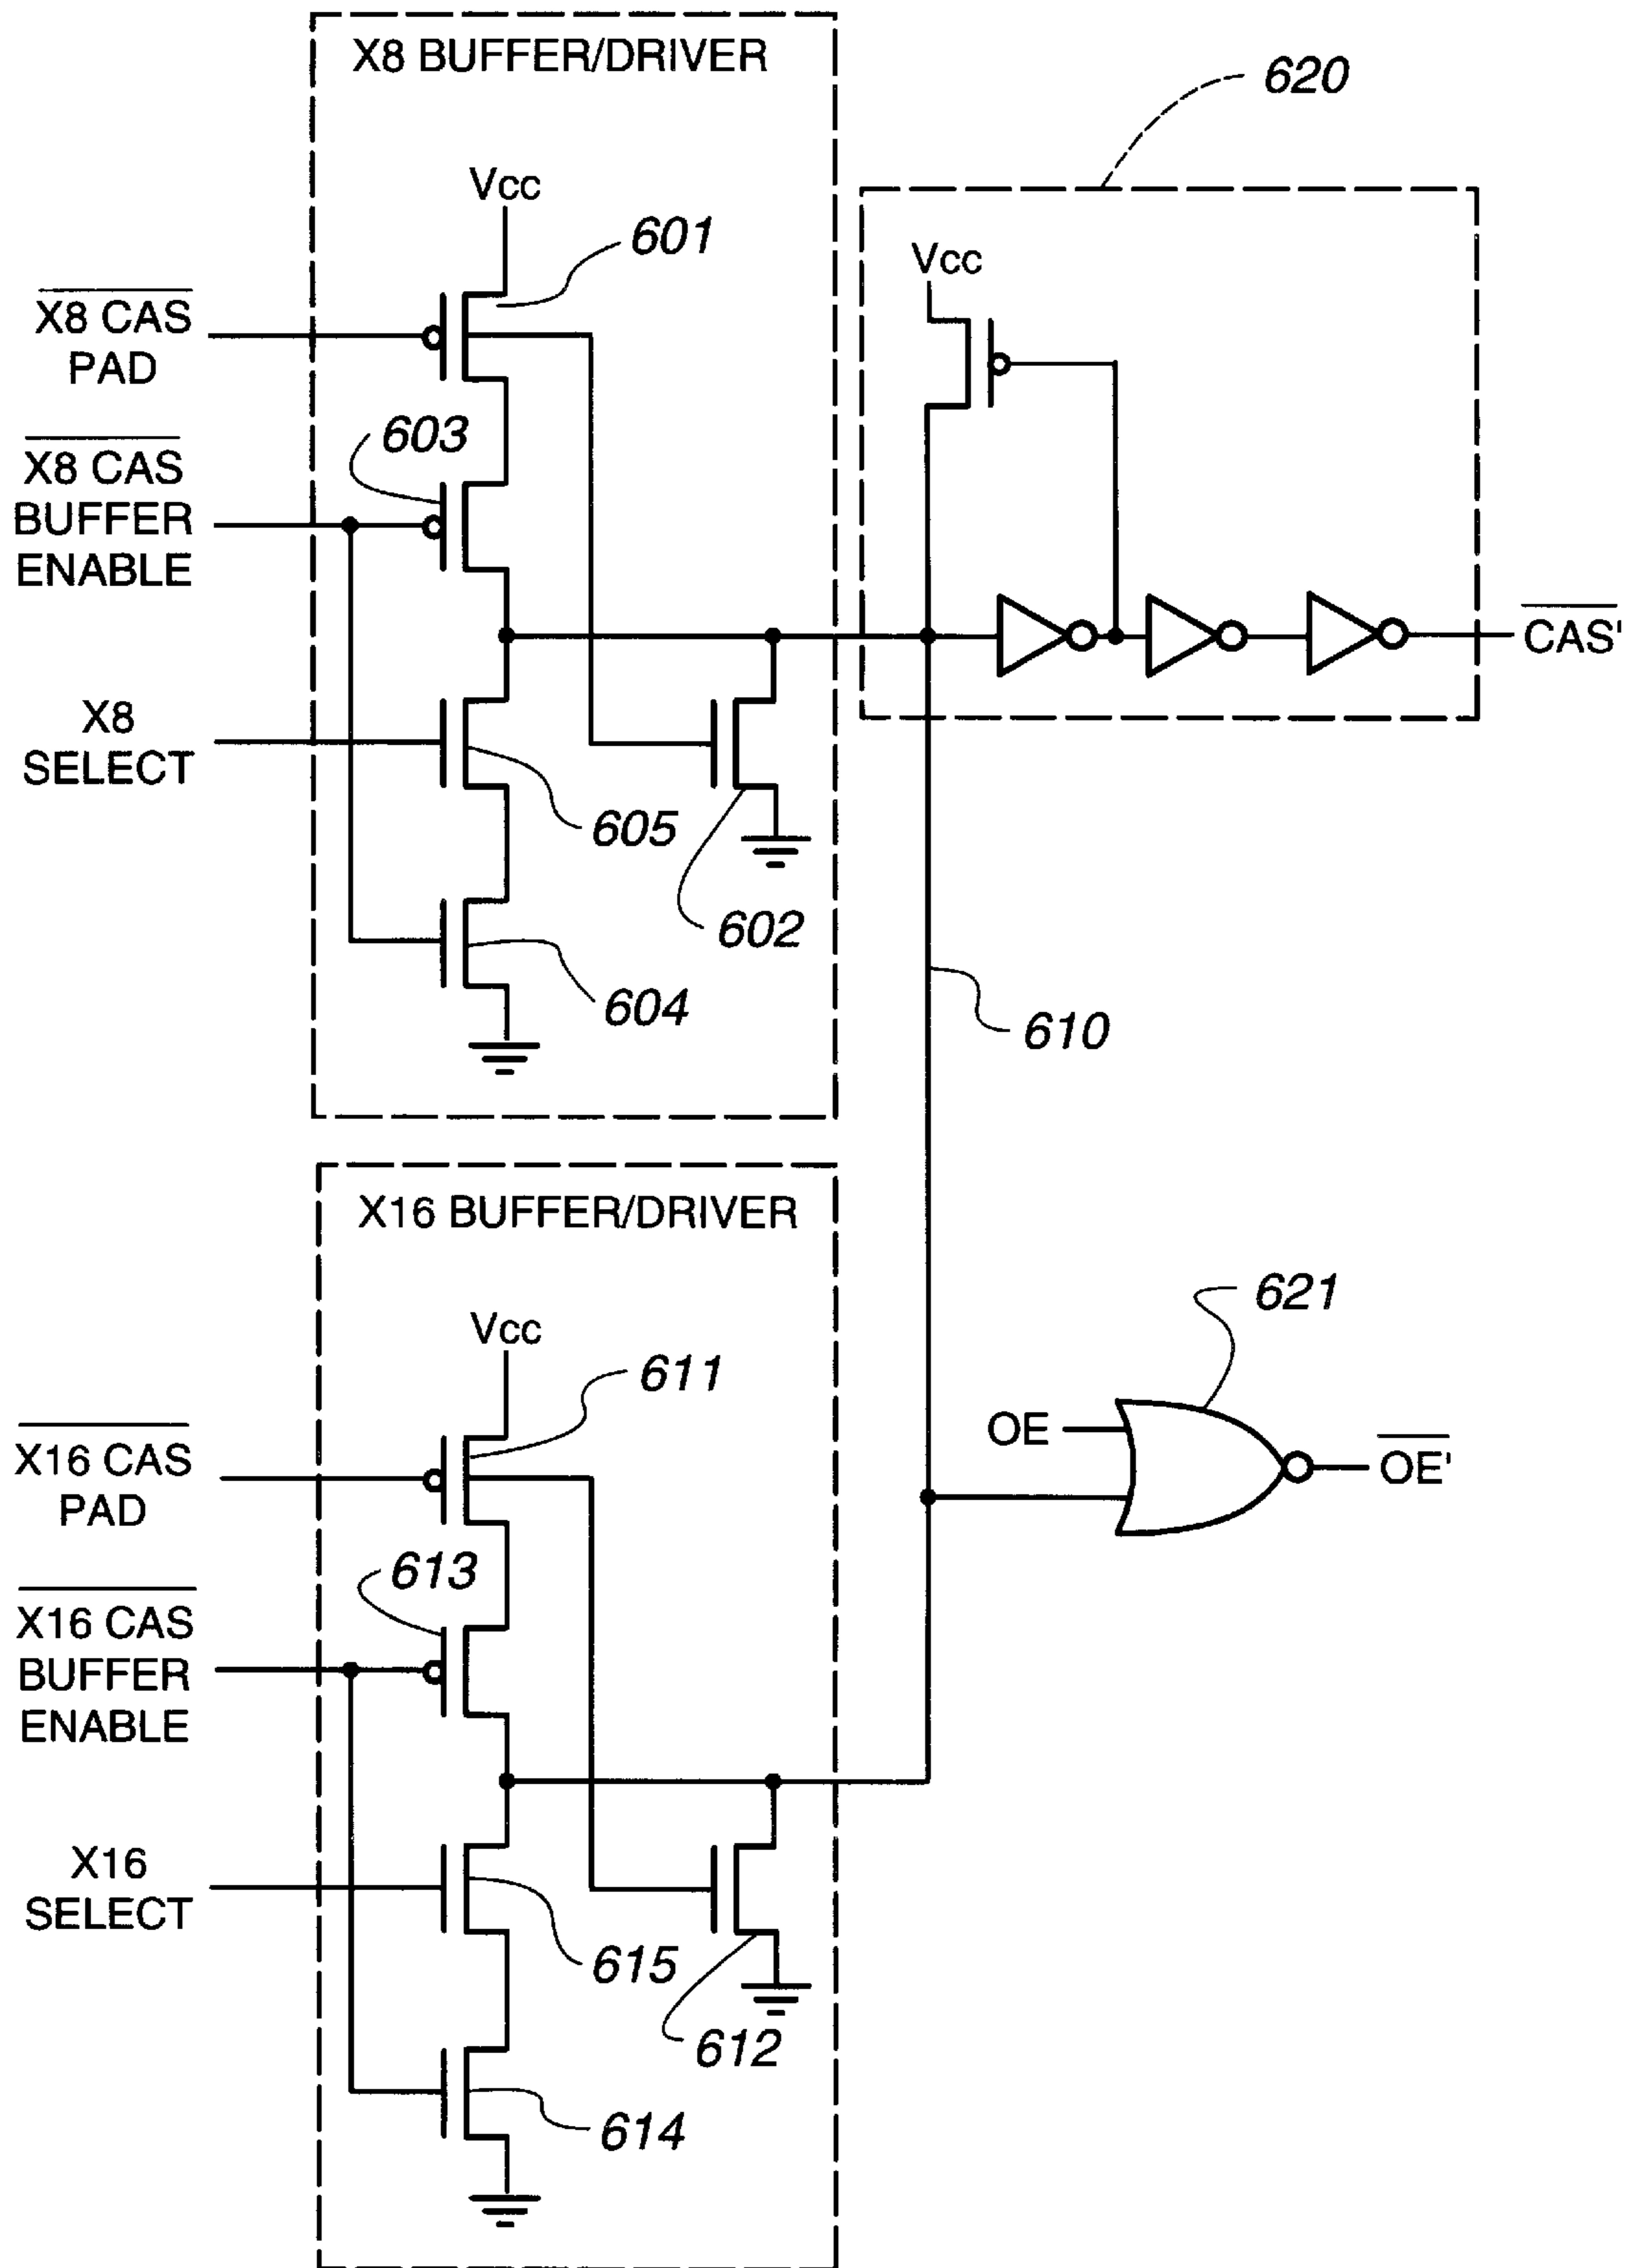 X8 BUFFER/DRIVER
620
Vcc
601
Vcc
X8 CAS
PAD
603
X8 CAS
BUFFER
ENABLE
CAS'
X8
SELECT
605
602
604
610
X16 BUFFER/DRIVER
621
Vcc
611
OE
OE'
X16 CAS
PAD
613
X16 CAS
BUFFER
ENABLE
X16
SELECT
615
612
614